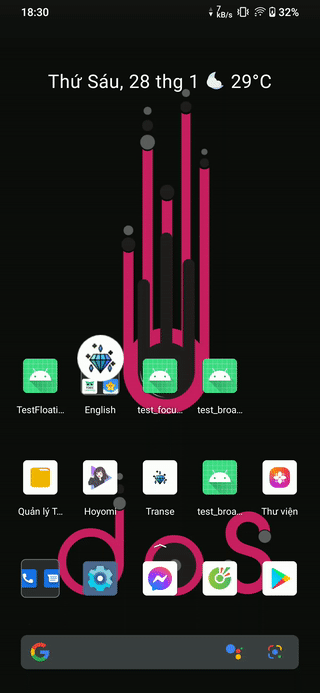 18:30
7
kB/s
32%
Thứ Sáu, 28 thg 1 29°C
TestFloati...
English
test_focu...
test_broa...
Quản lý T...
Hoyomi
Transe
test_broa...
Thư viện
dos